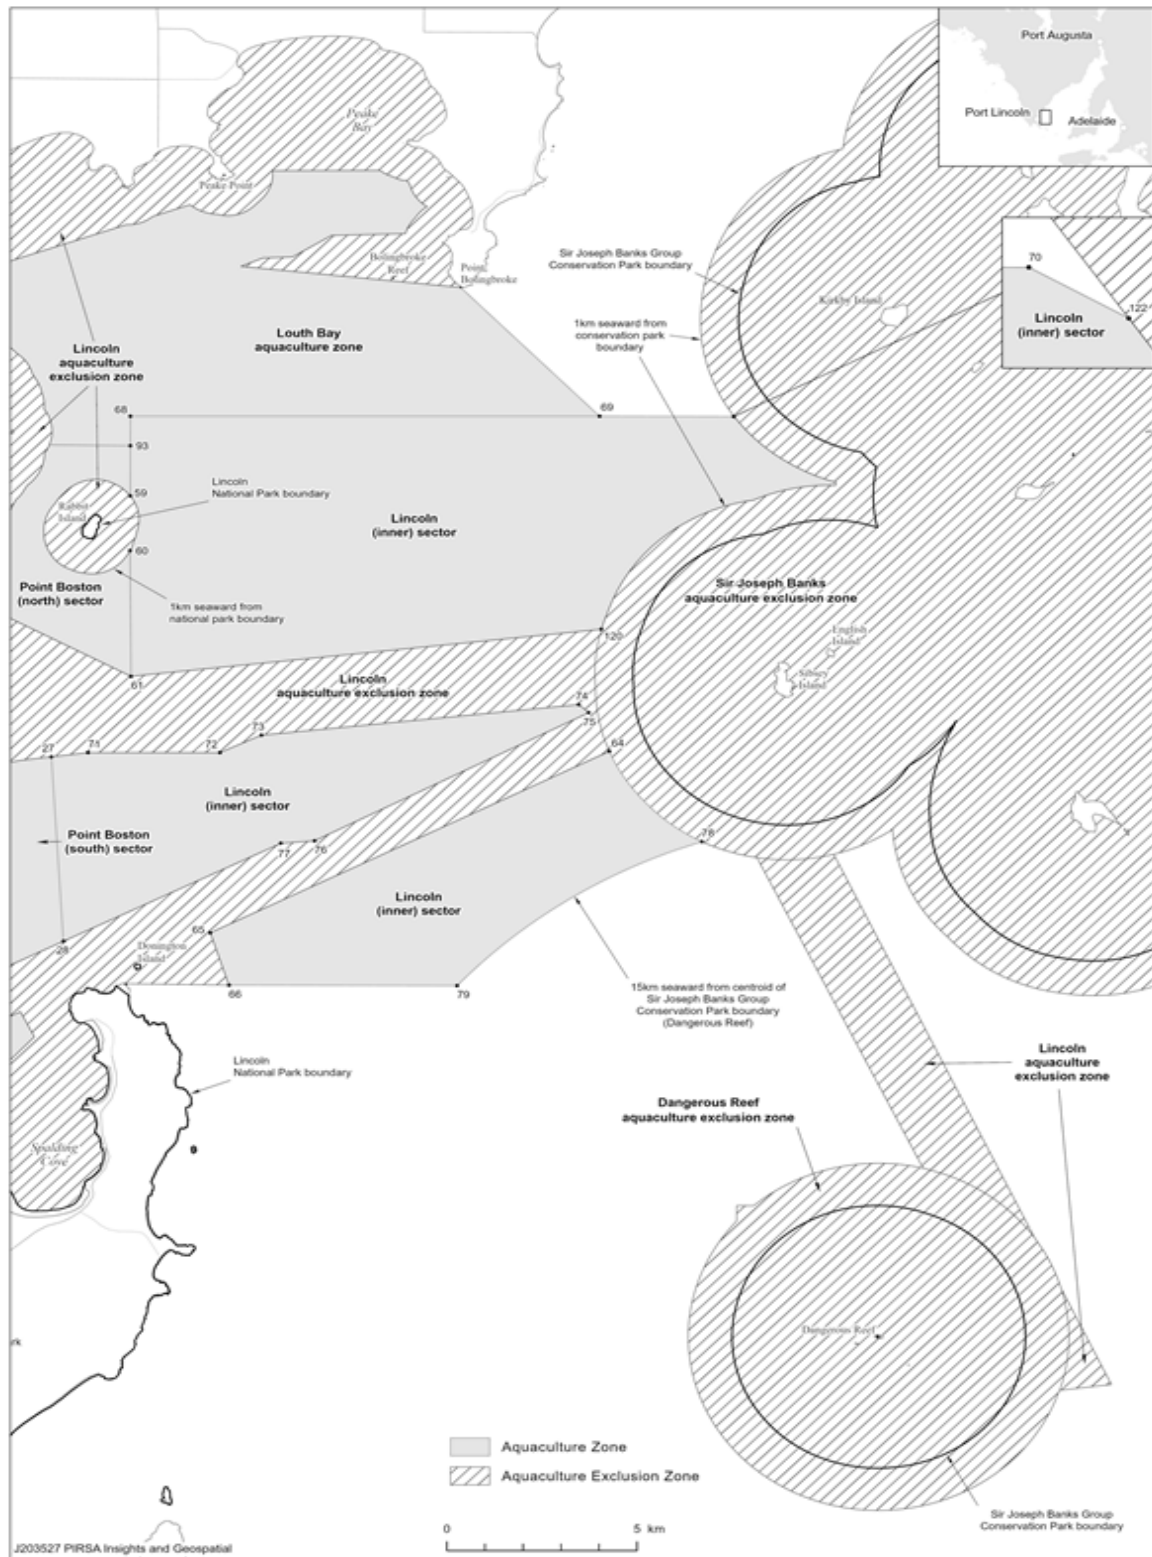 Port Augusta
Port Lincoln
Adelaide
Peake
Bay
Peake Point
Sir Joseph Banks Group
Conservation Park boundary
70
122
Lincoln
(inner) sector
Bolingbroke
Reef
Point
Bolingbroke
Kirkby Island
1km seaward from
conservation park
boundary
Louth Bay
aquaculture zone
Lincoln
aquaculture
exclusion zone
68
69
93
59
Rabbit
Island
Lincoln
National Park boundary
Lincoln
(inner) sector
60
Point Boston
(north) sector
1km seaward from
national park boundary
Sir Joseph Banks
aquaculture exclusion zone
English
Island
Sibsey
Island
120
61
Lincoln
aquaculture exclusion zone
74
75
73
72
71
27
64
Lincoln
(inner) sector
Point Boston
(south) sector
77
76
78
Lincoln
(inner) sector
65
28
Donington
Island
66
79
15km seaward from centroid of
Sir Joseph Banks Group
Conservation Park boundary
(Dangerous Reef)
Lincoln
National Park boundary
Lincoln
aquaculture
exclusion zone
Dangerous Reef
aquaculture exclusion zone
Spalding
Cove
Dangerous Reef
rk
Aquaculture Zone
Aquaculture Exclusion Zone
Sir Joseph Banks Group
Conservation Park boundary
0 5 km
J203527 PIRSA Insights and Geospatial